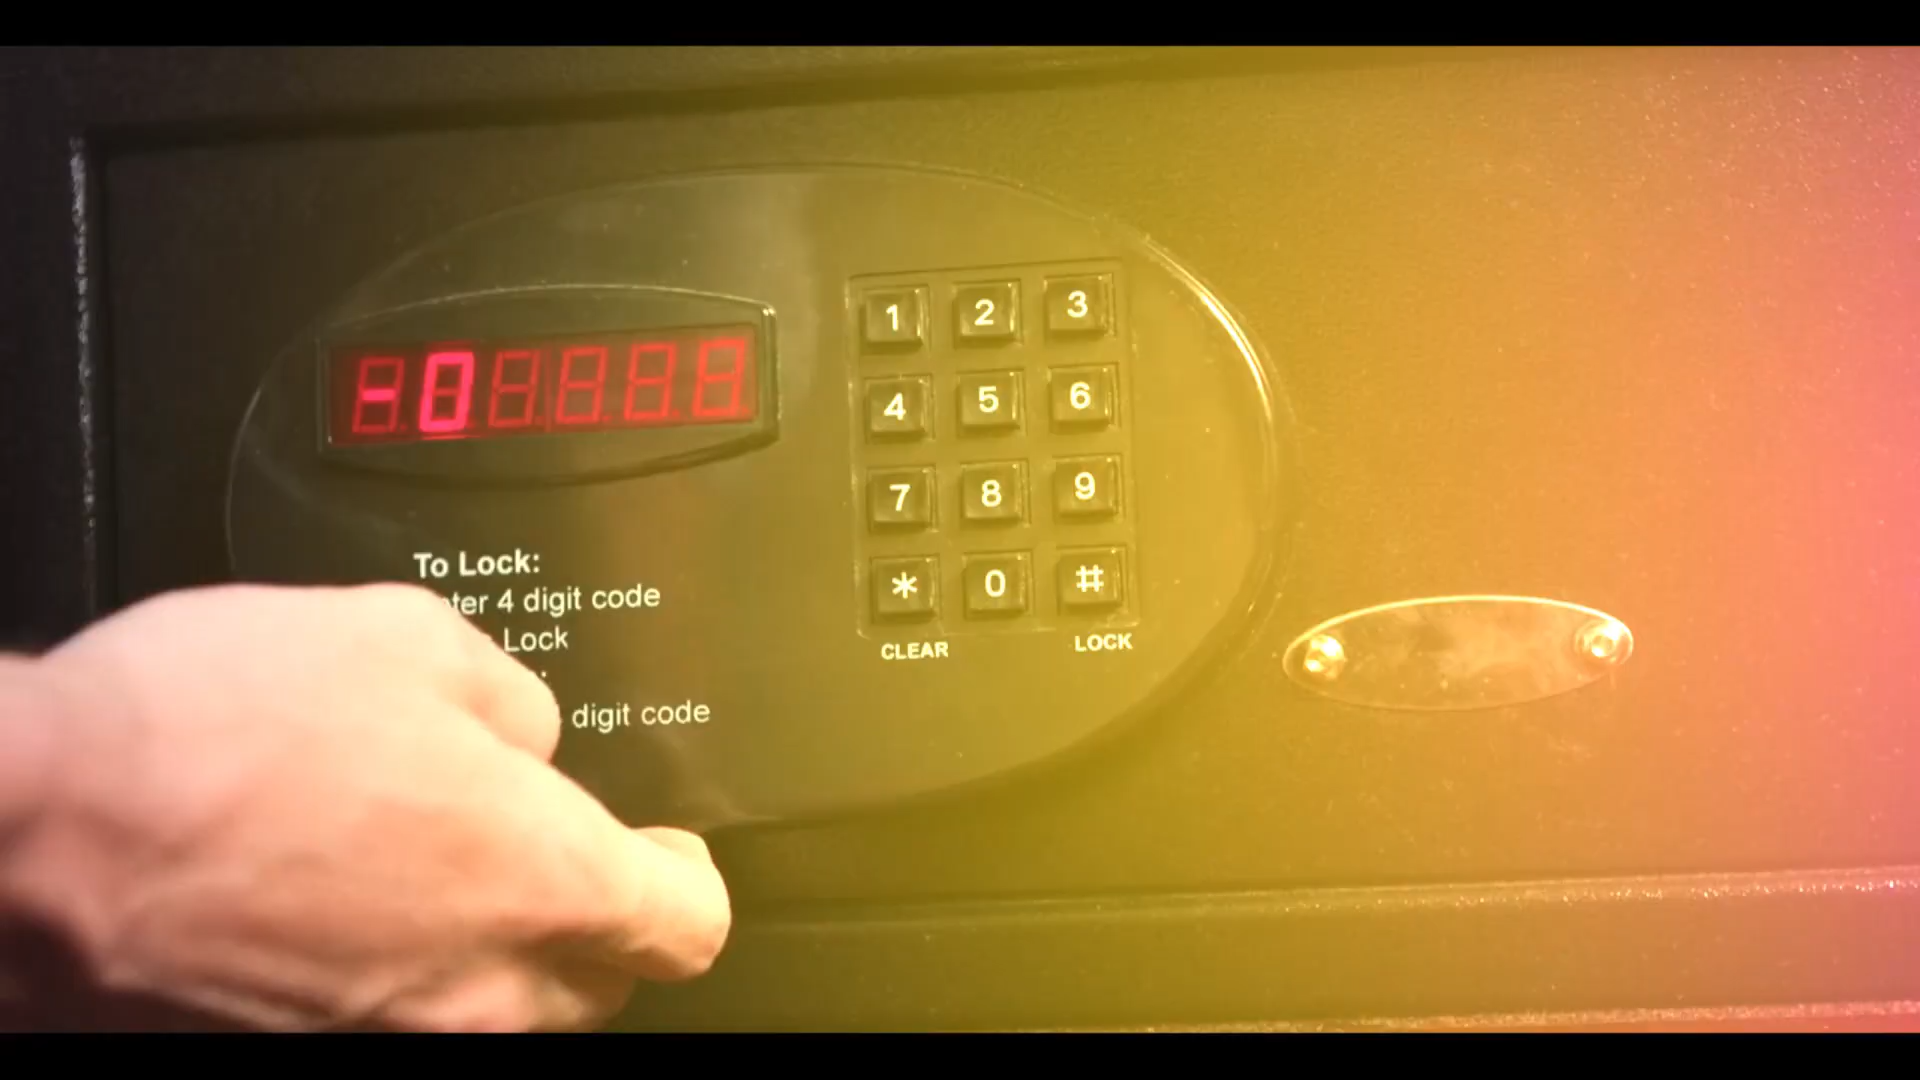 -0
1 2 3
4 5 6
7 8 9
* 0 #
CLEAR LOCK
To Lock:
4 digit code
Lock
digit code